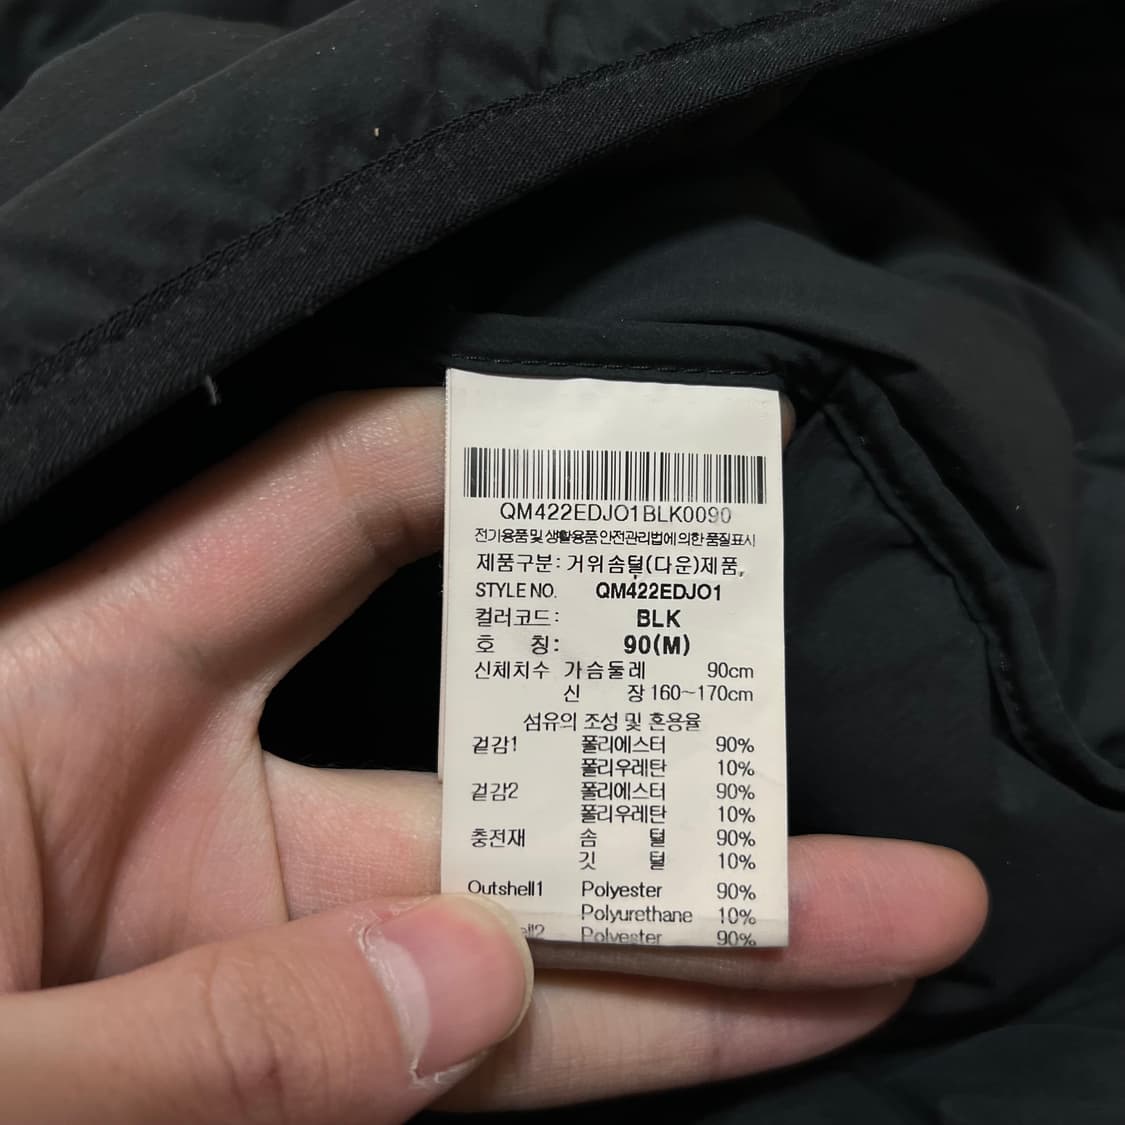 QM422EDJO1BLK0090
전기용품 및 생활용품 안전관리법에 의한 품질표시
제품구분: 거위솜털(다운)제품,
STYLE NO. QM422EDJO1
컬러코드: BLK
호 칭: 90(M)
신체치수 가슴둘레 90cm
신 장 160~170cm
섬유의 조성 및 혼용율
겉감1 폴리에스터 90%
폴리우레탄 10%
겉감2 폴리에스터 90%
폴리우레탄 10%
충전재 솜 털 90%
깃 털 10%
Outshell1 Polyester 90%
Polyurethane 10%
ell2 Polyester 90%